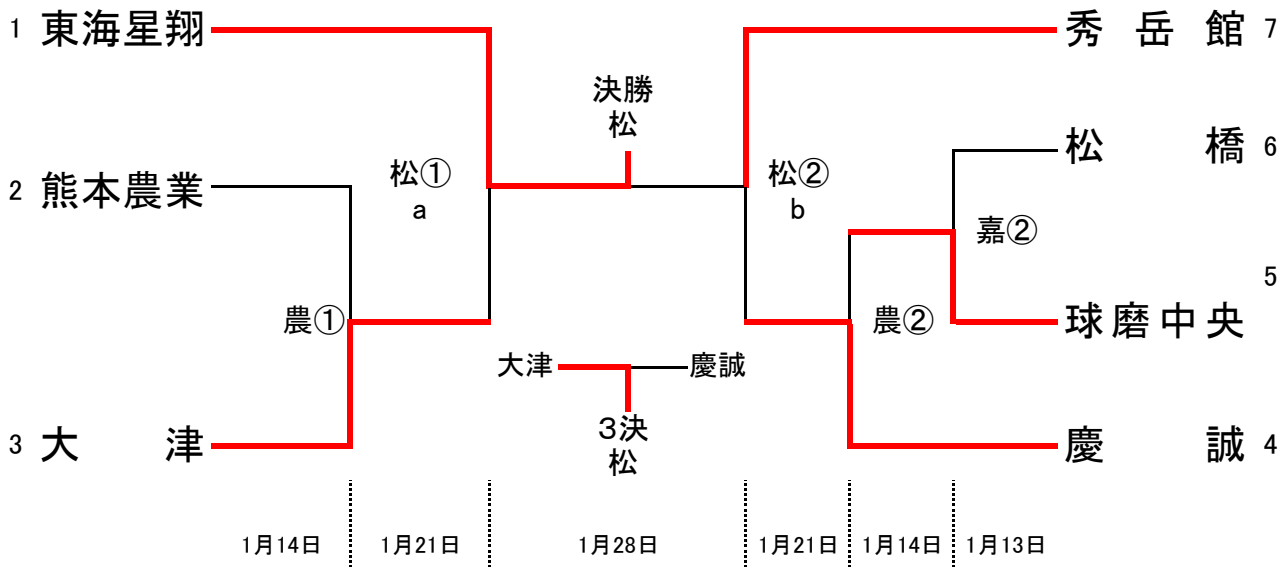 1 東海星翔
秀岳館 7
決勝
松
松橋 6
2 熊本農業
松①
a
松②
b
嘉②
5
農①
農②
球磨中央
大津
慶誠
3決
松
3 大津
慶誠 4
1月14日 1月21日 1月28日 1月21日 1月14日 1月13日